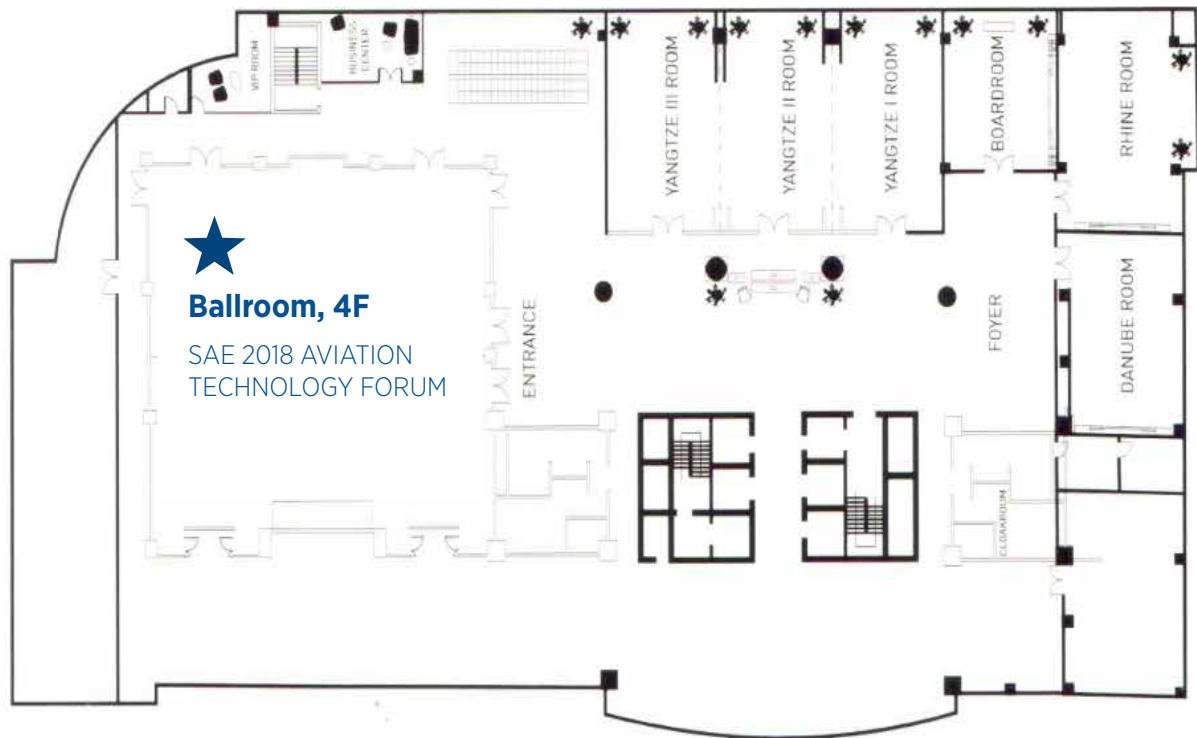 VIP ROOM
BUSINESS
CENTER
YANGTZE III ROOM
YANGTZE II ROOM
YANGTZE I ROOM
BOARDROOM
RHINE ROOM
Ballroom, 4F
SAE 2018 AVIATION
TECHNOLOGY FORUM
ENTRANCE
FOYER
DANUBE ROOM
CLOAKROOM